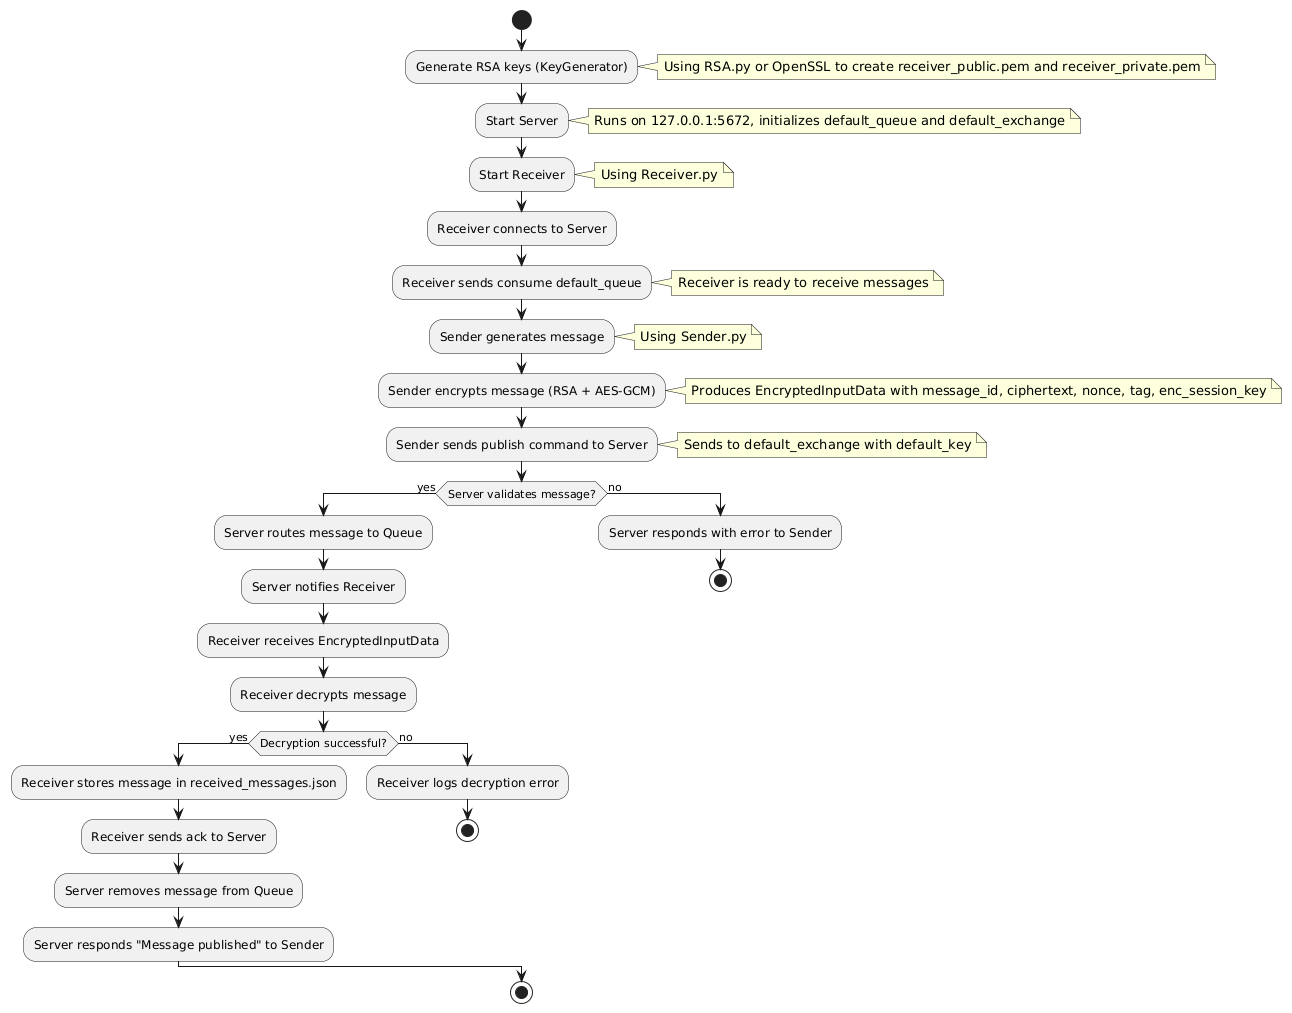 Generate RSA keys (KeyGenerator)
Using RSA.py or OpenSSL to create receiver_public.pem and receiver_private.pem
Start Server
Runs on 127.0.0.1:5672, initializes default_queue and default_exchange
Start Receiver
Using Receiver.py
Receiver connects to Server
Receiver sends consume default_queue
Receiver is ready to receive messages
Sender generates message
Using Sender.py
Sender encrypts message (RSA + AES-GCM)
Produces EncryptedInputData with message_id, ciphertext, nonce, tag, enc_session_key
Sender sends publish command to Server
Sends to default_exchange with default_key
yes
Server validates message?
no
Server routes message to Queue
Server responds with error to Sender
Server notifies Receiver
Receiver receives EncryptedInputData
Receiver decrypts message
yes
Decryption successful?
no
Receiver stores message in received_messages.json
Receiver logs decryption error
Receiver sends ack to Server
Server removes message from Queue
Server responds "Message published" to Sender